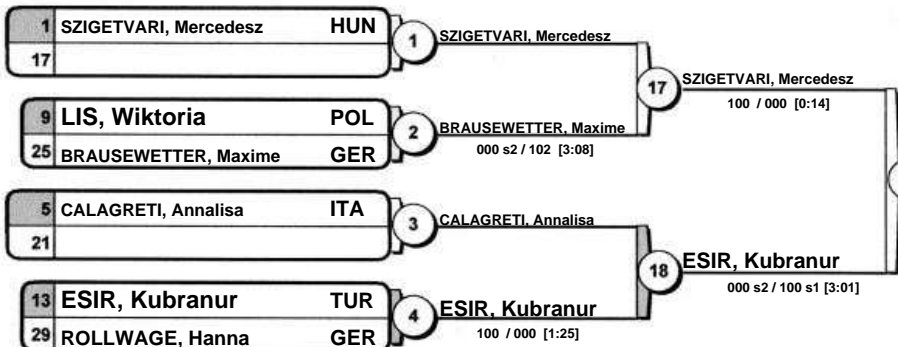 1 SZIGETVARI, Mercedesz HUN
17
1
SZIGETVARI, Mercedesz
9 LIS, Wiktoria POL
25 BRAUSEWETTER, Maxime GER
2
BRAUSEWETTER, Maxime
000 s2 / 102 [3:08]
17
SZIGETVARI, Mercedesz
100 / 000 [0:14]
5 CALAGRETI, Annalisa ITA
21
3
CALAGRETI, Annalisa
13 ESIR, Kubranur TUR
29 ROLLWAGE, Hanna GER
4
ESIR, Kubranur
100 / 000 [1:25]
18
ESIR, Kubranur
000 s2 / 100 s1 [3:01]